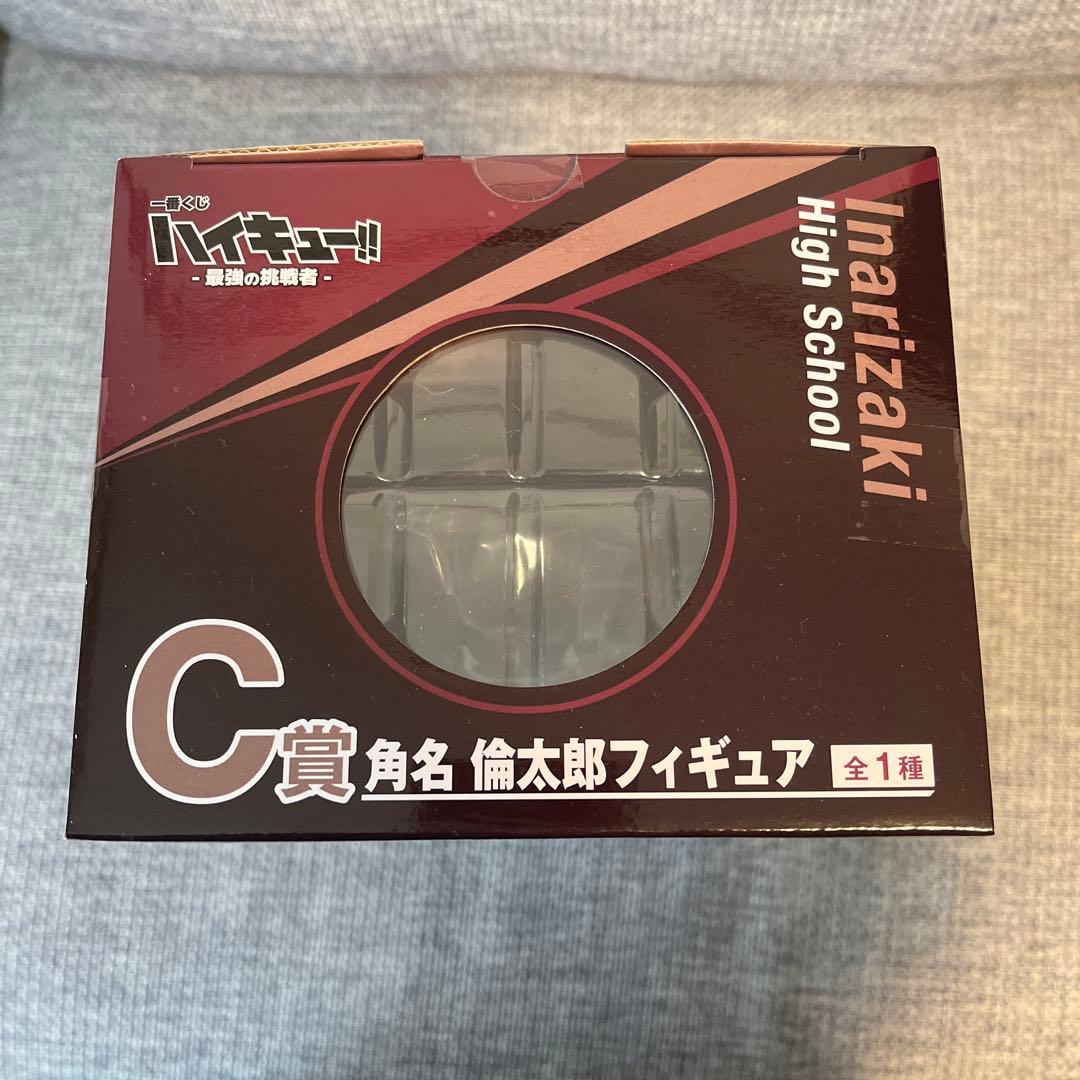 一番くじ
ハイキュー!!
- 最強の挑戦者 -
Inarizaki
High School
C賞 角名 倫太郎フィギュア 全1種